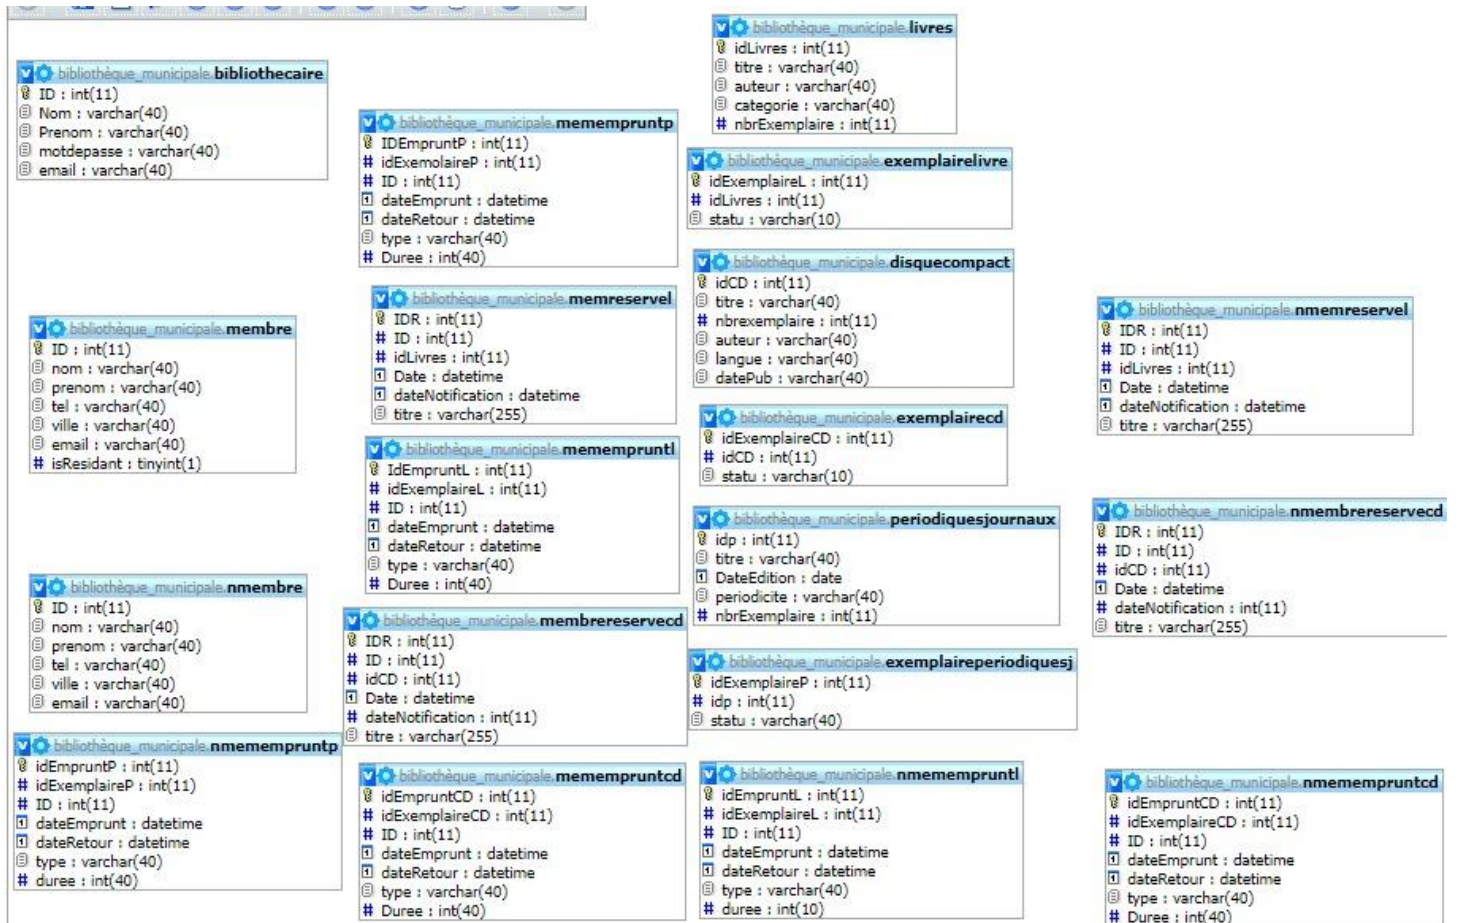 bibliothèque_municipale.bibliothecaire
ID : int(11)
Nom : varchar(40)
Prenom : varchar(40)
motdepasse : varchar(40)
email : varchar(40)
bibliothèque_municipale.membre
ID : int(11)
nom : varchar(40)
prenom : varchar(40)
tel : varchar(40)
ville : varchar(40)
email : varchar(40)
# isResidant : tinyint(1)
bibliothèque_municipale.nmembre
ID : int(11)
nom : varchar(40)
prenom : varchar(40)
tel : varchar(40)
ville : varchar(40)
email : varchar(40)
bibliothèque_municipale.nmemempruntp
idEmpruntP : int(11)
# idExemplaireP : int(11)
# ID : int(11)
dateEmprunt : datetime
dateRetour : datetime
type : varchar(40)
# duree : int(40)
bibliothèque_municipale.memempruntp
IDEmpruntP : int(11)
# idExemolaireP : int(11)
# ID : int(11)
dateEmprunt : datetime
dateRetour : datetime
type : varchar(40)
# Duree : int(40)
bibliothèque_municipale.memreservel
IDR : int(11)
# ID : int(11)
# idLivres : int(11)
Date : datetime
dateNotification : datetime
titre : varchar(255)
bibliothèque_municipale.memempruntl
IdEmpruntL : int(11)
# idExemplaireL : int(11)
# ID : int(11)
dateEmprunt : datetime
dateRetour : datetime
type : varchar(40)
# Duree : int(40)
bibliothèque_municipale.membrereservecd
IDR : int(11)
# ID : int(11)
# idCD : int(11)
Date : datetime
# dateNotification : int(11)
titre : varchar(255)
bibliothèque_municipale.memempruntcd
idEmpruntCD : int(11)
# idExemplaireCD : int(11)
# ID : int(11)
dateEmprunt : datetime
dateRetour : datetime
type : varchar(40)
# Duree : int(40)
bibliothèque_municipale.livres
idLivres : int(11)
titre : varchar(40)
auteur : varchar(40)
categorie : varchar(40)
# nbrExemplaire : int(11)
bibliothèque_municipale.exemplairelivre
idExemplaireL : int(11)
# idLivres : int(11)
statu : varchar(10)
bibliothèque_municipale.disquecompact
idCD : int(11)
titre : varchar(40)
# nbrexemplaire : int(11)
auteur : varchar(40)
langue : varchar(40)
datePub : varchar(40)
bibliothèque_municipale.exemplairecd
idExemplaireCD : int(11)
# idCD : int(11)
statu : varchar(10)
bibliothèque_municipale.periodiquesjournaux
idp : int(11)
titre : varchar(40)
DateEdition : date
periodicite : varchar(40)
# nbrExemplaire : int(11)
bibliothèque_municipale.exemplaireperiodiquesj
idExemplaireP : int(11)
# idp : int(11)
statu : varchar(40)
bibliothèque_municipale.nmemempruntl
idEmpruntL : int(11)
# idExemplaireL : int(11)
# ID : int(11)
dateEmprunt : datetime
dateRetour : datetime
type : varchar(40)
# duree : int(10)
bibliothèque_municipale.nmemreservel
IDR : int(11)
# ID : int(11)
# idLivres : int(11)
Date : datetime
dateNotification : datetime
titre : varchar(255)
bibliothèque_municipale.nmembrereservecd
IDR : int(11)
# ID : int(11)
# idCD : int(11)
Date : datetime
# dateNotification : int(11)
titre : varchar(255)
bibliothèque_municipale.nmemempruntcd
idEmpruntCD : int(11)
# idExemplaireCD : int(11)
# ID : int(11)
dateEmprunt : datetime
dateRetour : datetime
type : varchar(40)
# Duree : int(40)